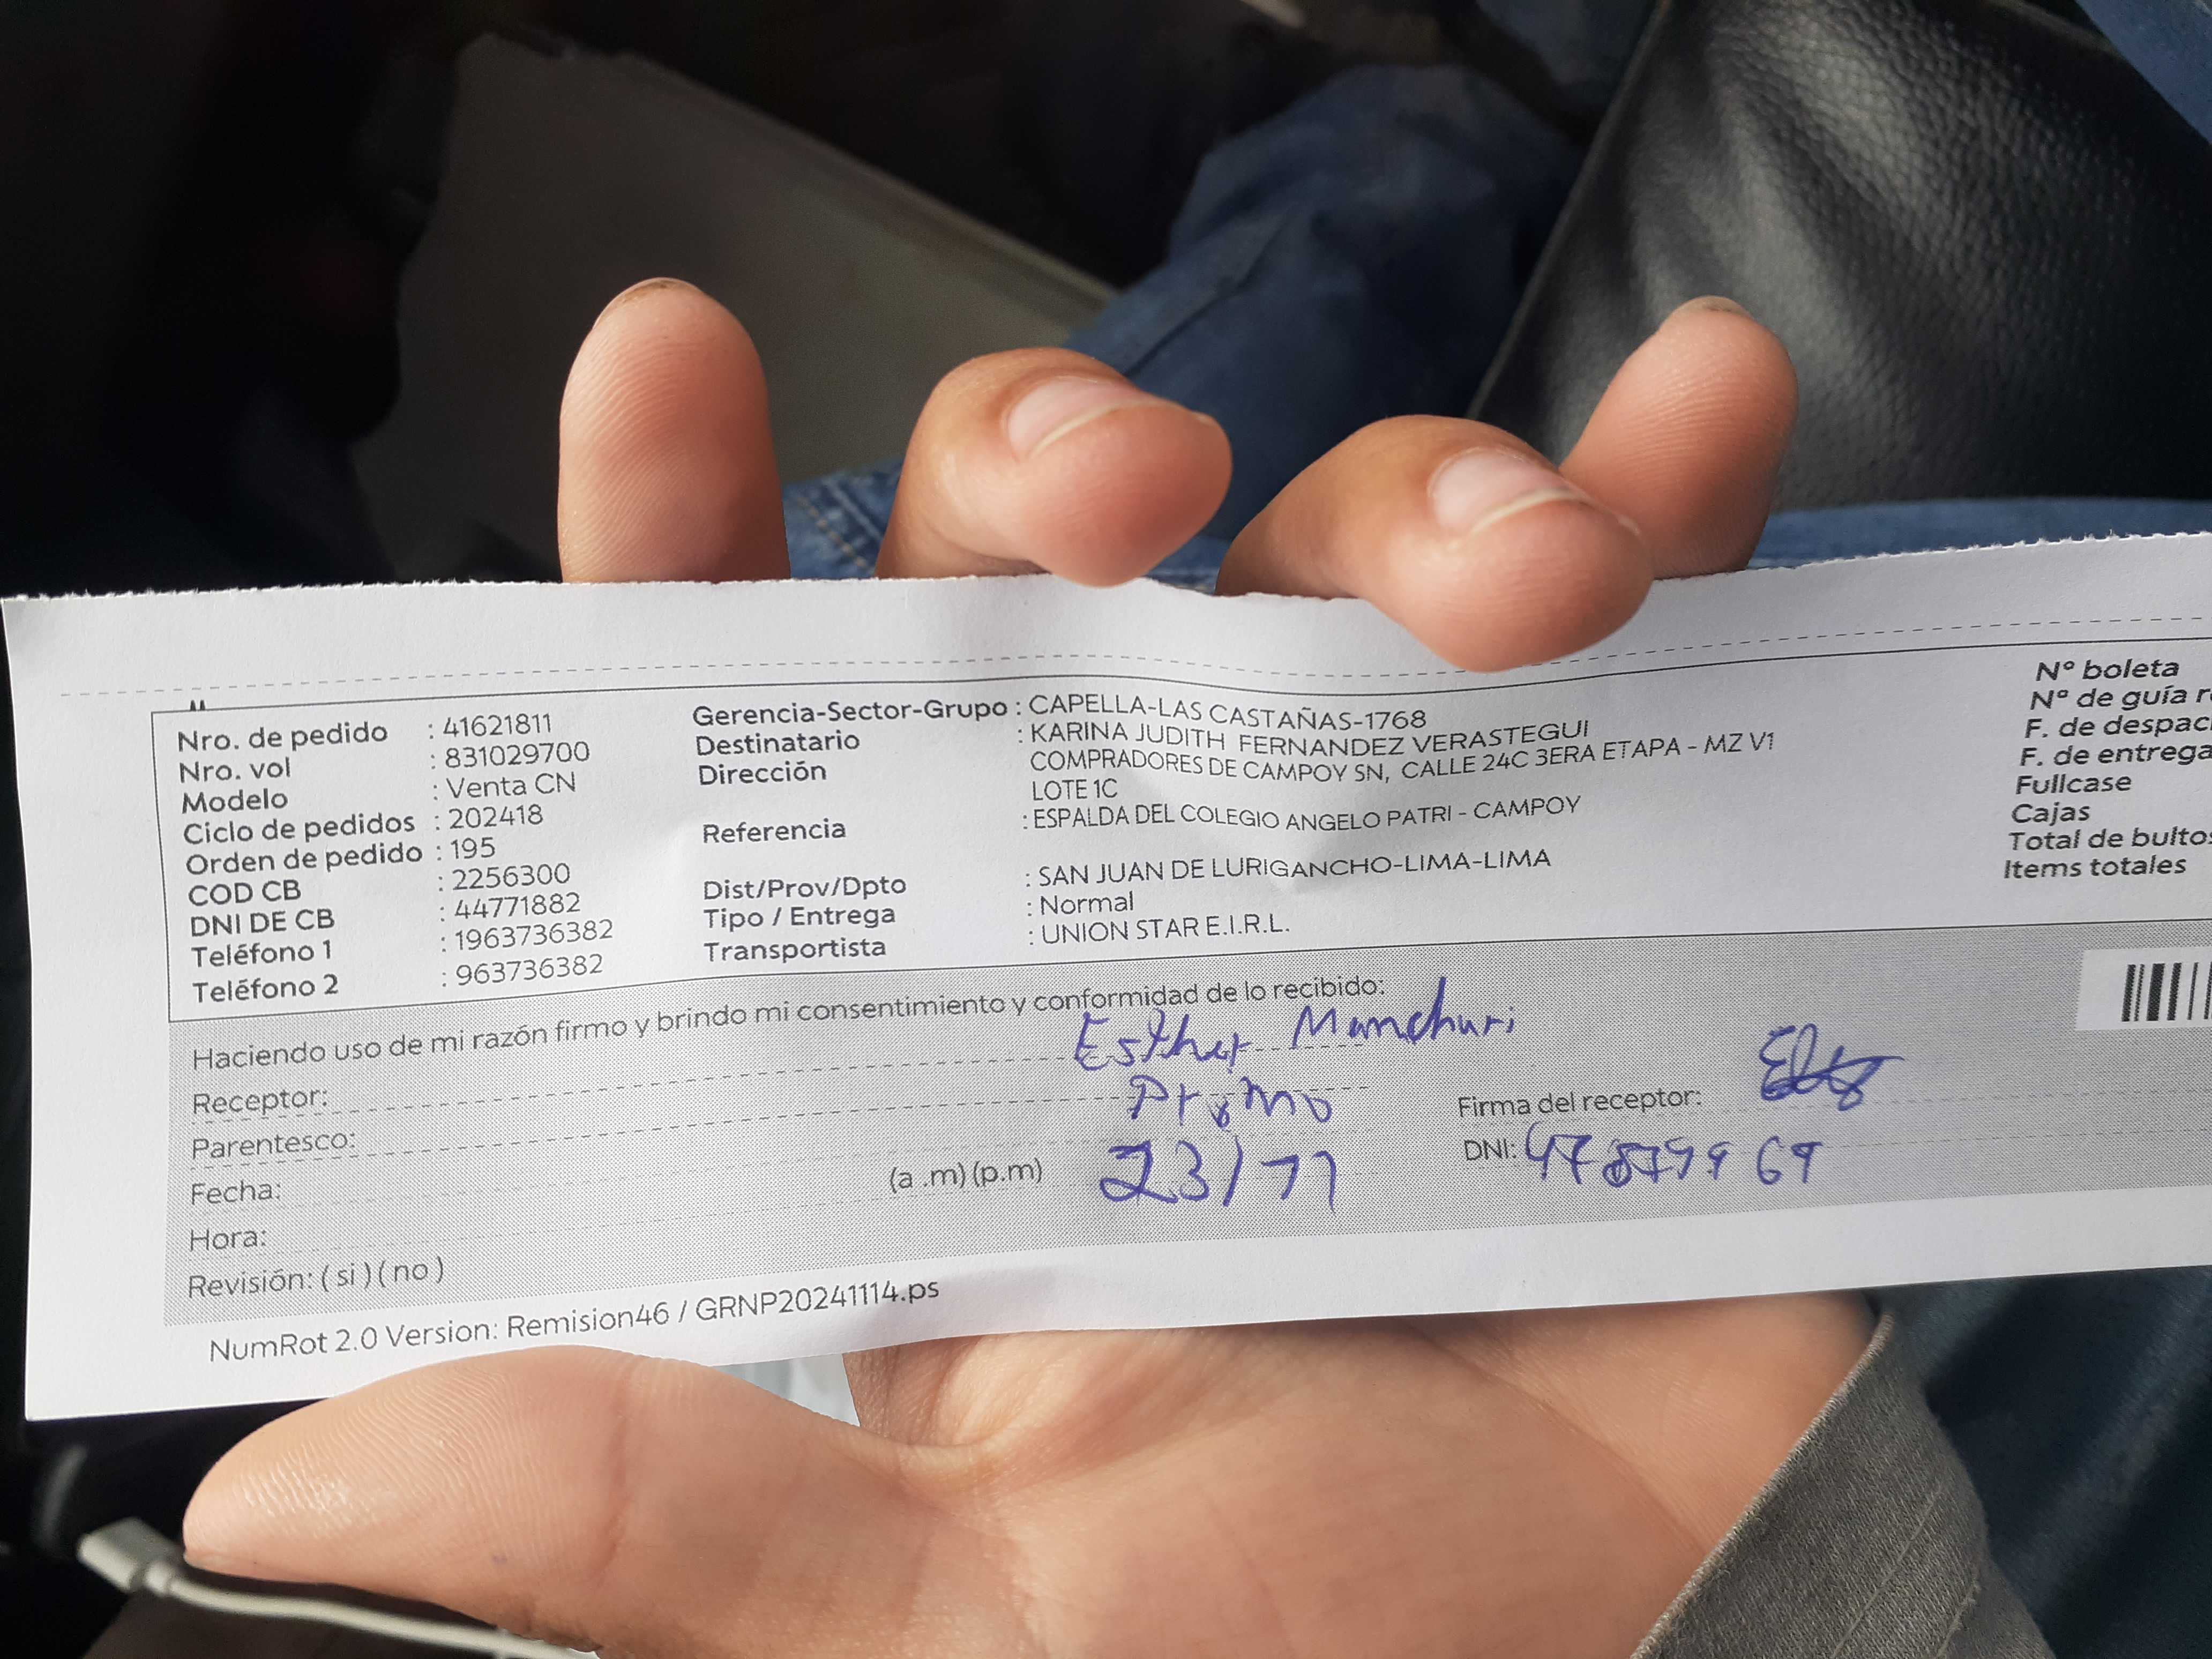 Nro. de pedido : 41621811
Nro. vol : 831029700
Modelo : Venta CN
Ciclo de pedidos : 202418
Orden de pedido : 195
COD CB : 2256300
DNI DE CB : 44771882
Teléfono 1 : 1963736382
Teléfono 2 : 963736382
Gerencia-Sector-Grupo : CAPELLA-LAS CASTAÑAS-1768
Destinatario : KARINA JUDITH FERNANDEZ VERASTEGUI
Dirección COMPRADORES DE CAMPOY SN, CALLE 24C 3ERA ETAPA - MZ V1
LOTE 1C
Referencia : ESPALDA DEL COLEGIO ANGELO PATRI - CAMPOY
Dist/Prov/Dpto : SAN JUAN DE LURIGANCHO-LIMA-LIMA
Tipo / Entrega : Normal
Transportista : UNION STAR E.I.R.L.
Nº boleta
Nº de guía r
F. de despac
F. de entrega
Fullcase
Cajas
Total de bultos
Items totales
Haciendo uso de mi razón firmo y brindo mi consentimiento y conformidad de lo recibido:
Receptor: Esther Manchuri
Parentesco: Firma del receptor:
Fecha: (a .m) (p.m) 23/11 DNI:
Hora:
Revisión: ( si ) ( no )
NumRot 2.0 Version: Remision46 / GRNP20241114.ps